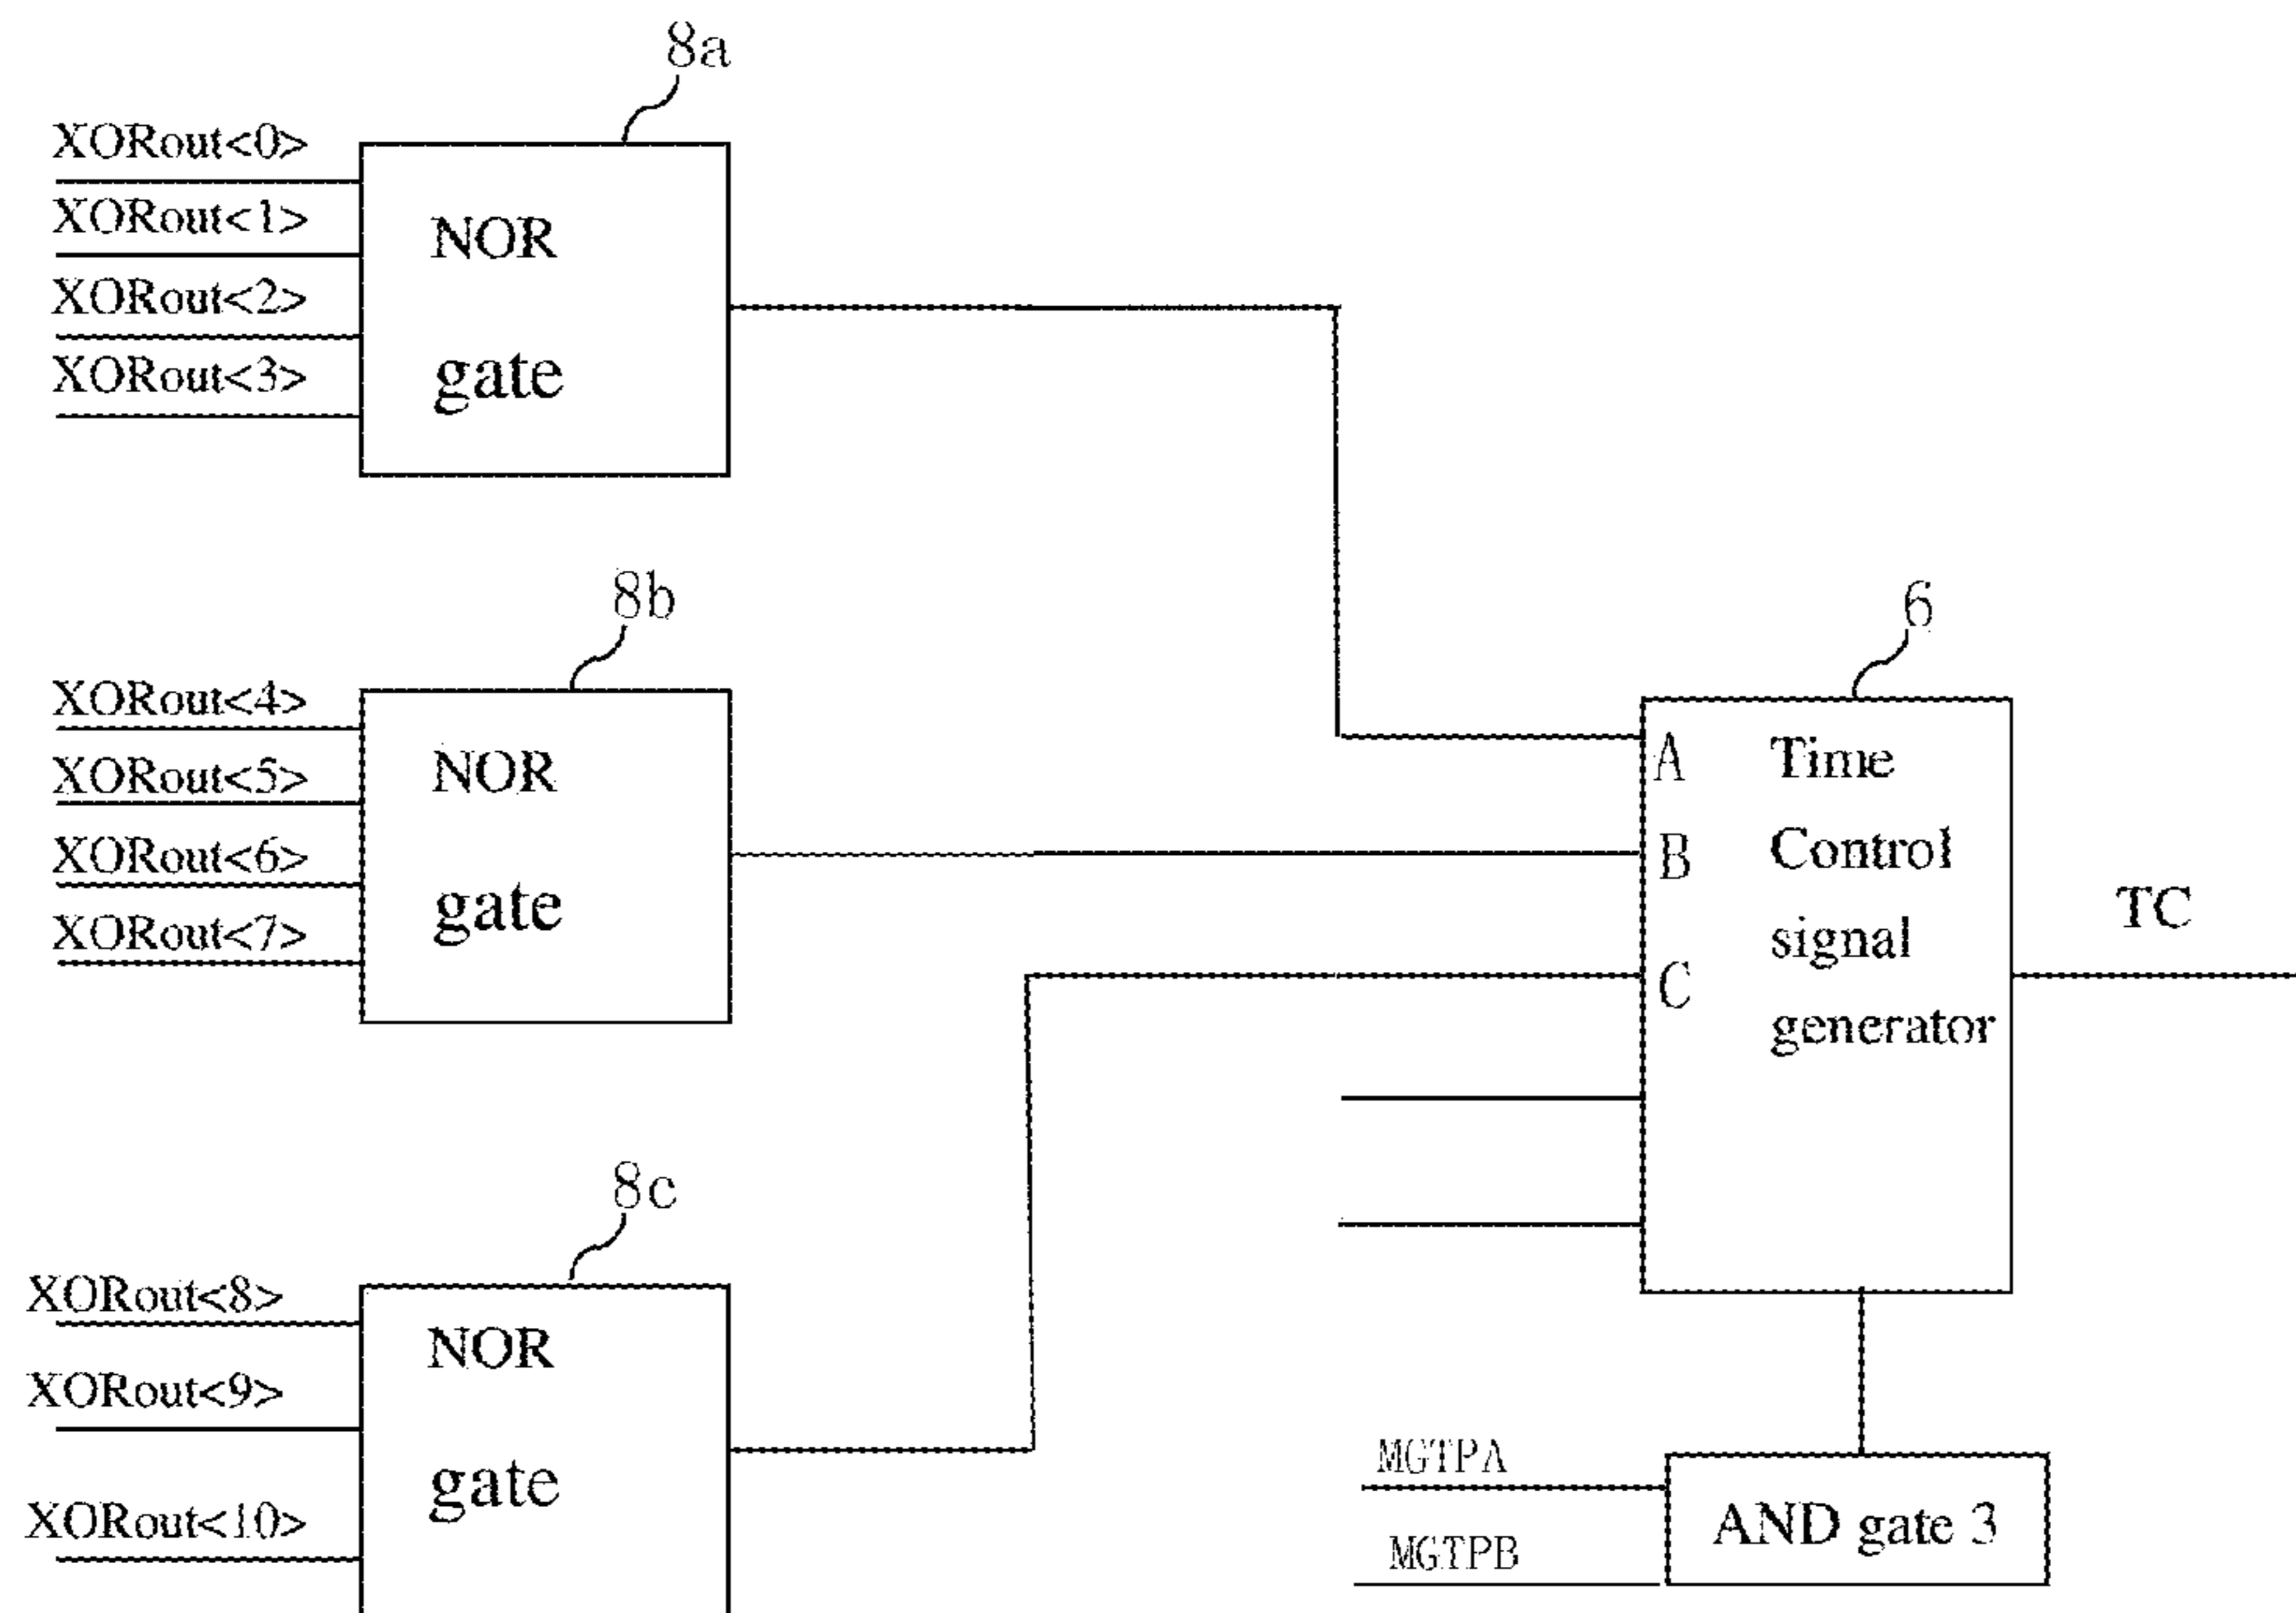 8a
XORout<0>
XORout<1>
XORout<2>
XORout<3>
NOR
gate
8b
XORout<4>
XORout<5>
XORout<6>
XORout<7>
NOR
gate
8c
XORout<8>
XORout<9>
XORout<10>
NOR
gate
6
A
B
C
Time
Control
signal
generator
TC
MGTPA
MGTPB
AND gate 3